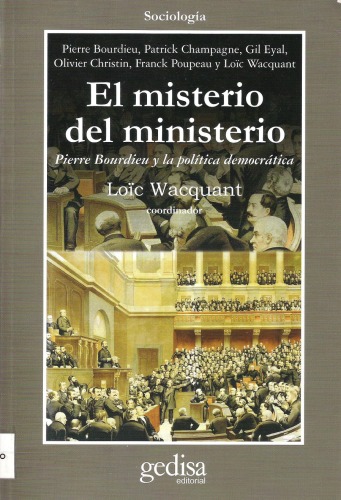 Sociología
Pierre Bourdieu, Patrick Champagne, Gil Eyal,
Olivier Christin, Franck Poupeau y Loïc Wacquant
El misterio
del ministerio
Pierre Bourdieu y la política democrática
Loïc Wacquant
coordinador
gedisa
editorial